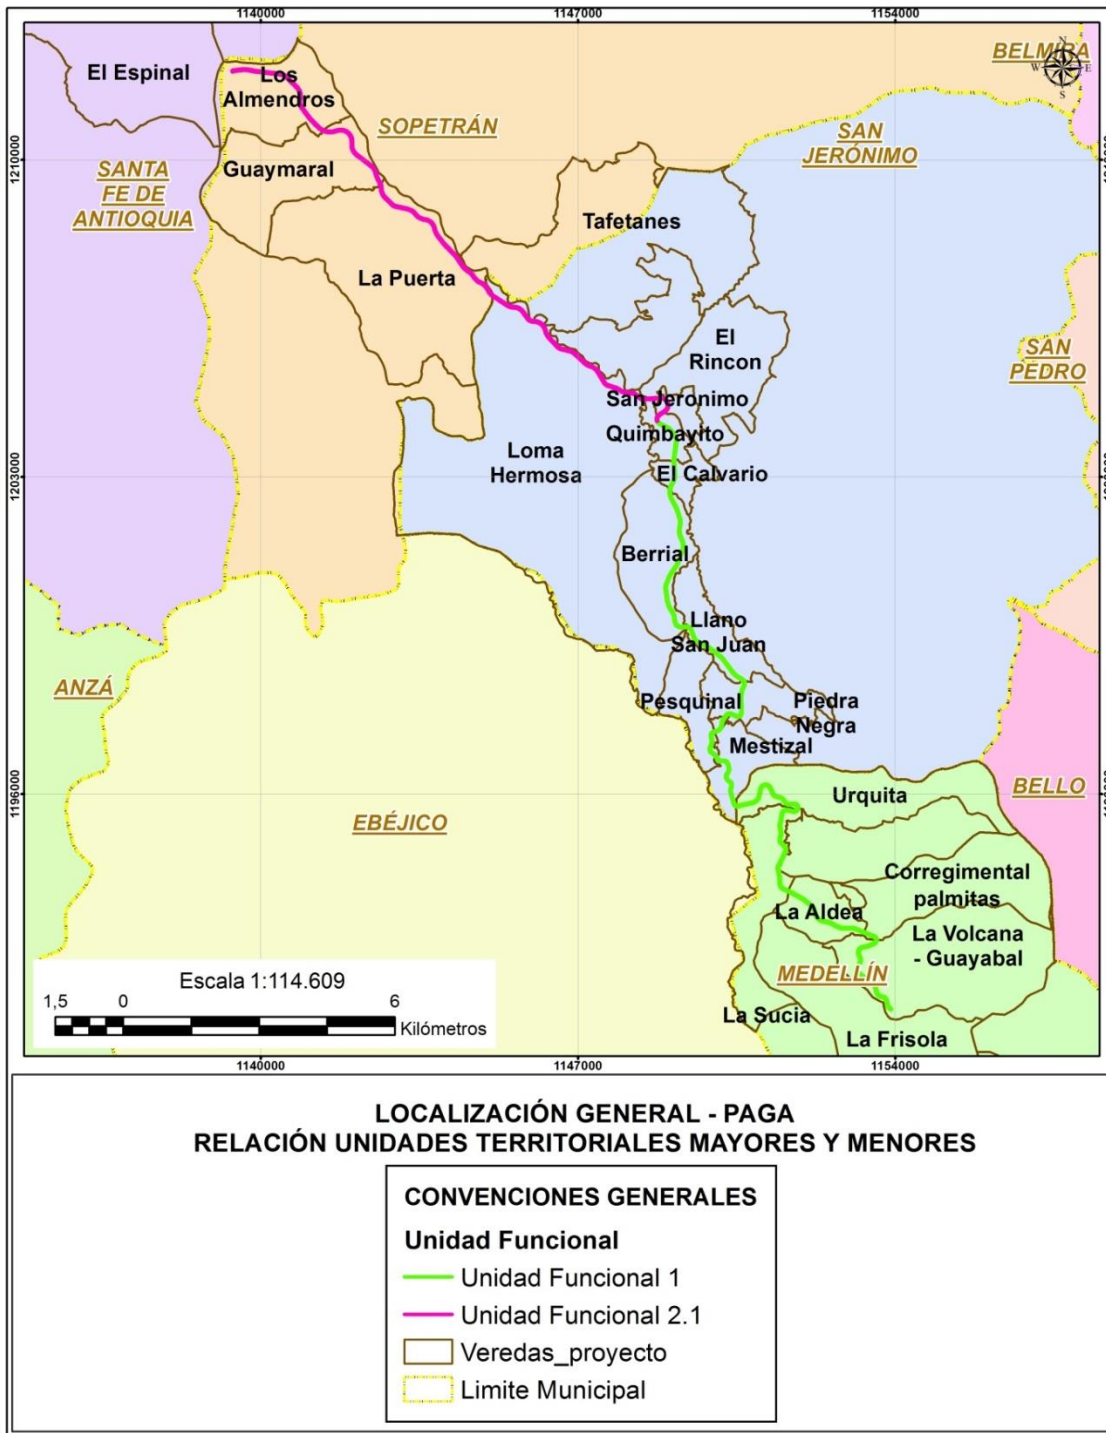 1140000
1147000
1154000
El Espinal
Los
Almendros
BELMIRA
N
W
E
S
SOPETRÁN
SAN
JERÓNIMO
1210000
SANTA
FE DE
ANTIOQUIA
Guaymaral
Tafetanes
La Puerta
El
Rincon
SAN
PEDRO
San Jeronimo
Quimbayito
Loma
Hermosa
El Calvario
1203000
Berrial
Llano
San Juan
ANZÁ
Pesquinal
Piedra
Negra
Mestizal
BELLO
1196000
Urquita
EBÉJICO
Corregimental
palmitas
La Aldea
La Volcana
- Guayabal
MEDELLÍN
Escala 1:114.609
1,5 0 6
Kilómetros
La Sucia
La Frisola
1140000
1147000
1154000
LOCALIZACIÓN GENERAL - PAGA
RELACIÓN UNIDADES TERRITORIALES MAYORES Y MENORES
CONVENCIONES GENERALES
Unidad Funcional
Unidad Funcional 1
Unidad Funcional 2.1
Veredas_proyecto
Limite Municipal